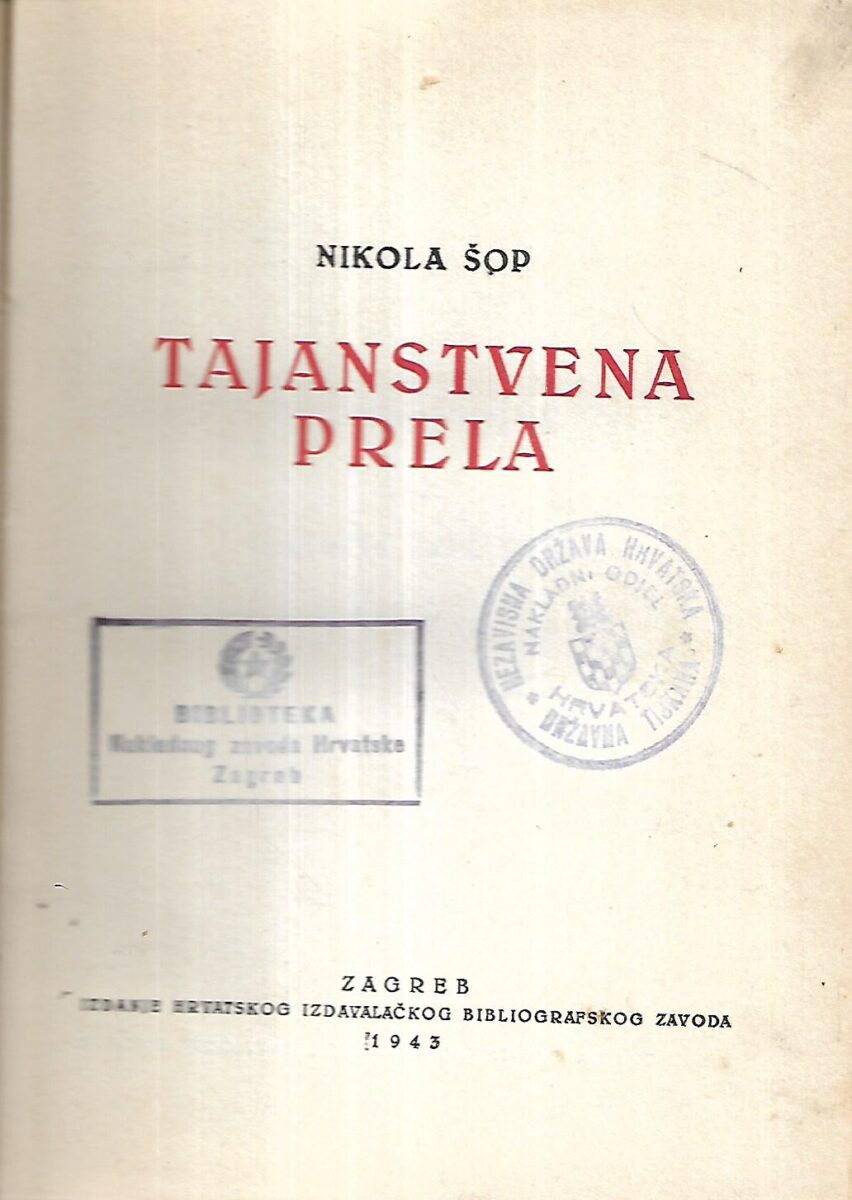 NIKOLA ŠOP
TAJANSTVENA
PRELA
NEZAVISNA DRŽAVA HRVATSKA
NAKLADNI ODJEL
HRVATSKA
* DRŽAVNA TISKARA *
BIBLIOTEKA
Nakladnog zavoda Hrvatske
Zagreb
ZAGREB
IZDANJE HRVATSKOG IZDAVALAČKOG BIBLIOGRAFSKOG ZAVODA
1943